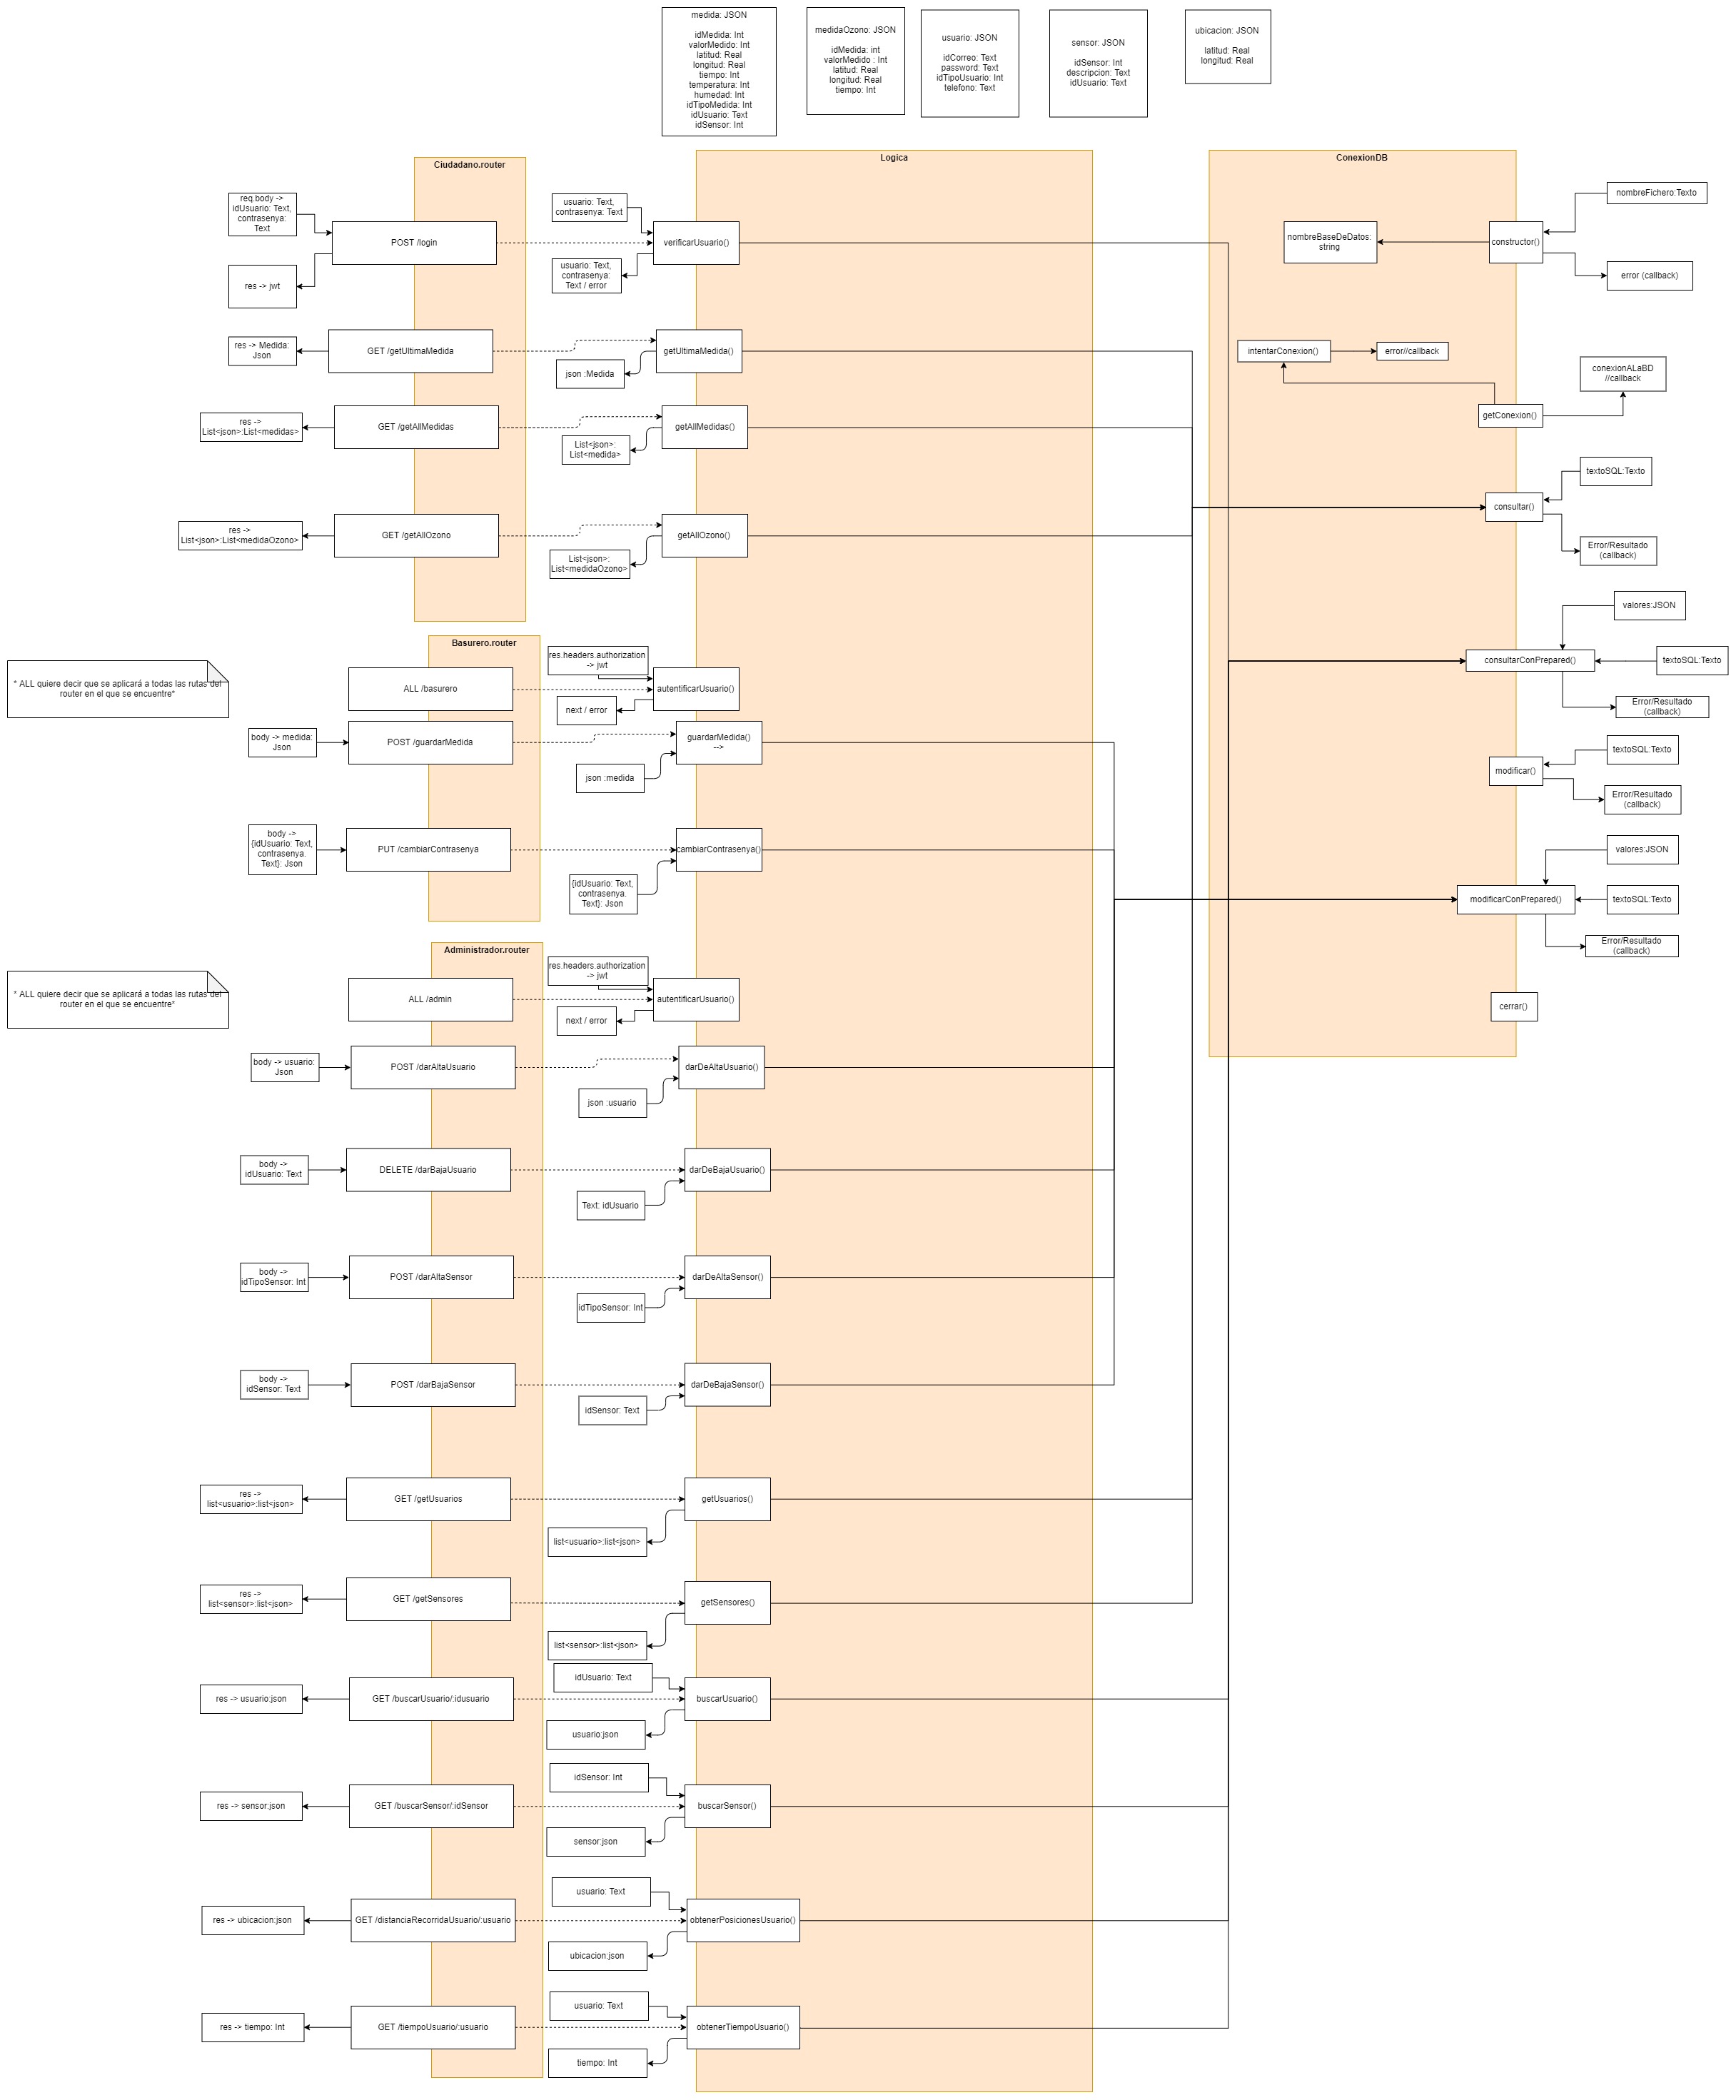 medida: JSON
idMedida: Int
valorMedido: Int
latitud: Real
longitud: Real
tiempo: Int
temperatura: Int
humedad: Int
idTipoMedida: Int
idUsuario: Text
idSensor: Int
medidaOzono: JSON
idMedida: int
valorMedido : Int
latitud: Real
longitud: Real
tiempo: Int
usuario: JSON
idCorreo: Text
password: Text
idTipoUsuario: Int
telefono: Text
sensor: JSON
idSensor: Int
descripcion: Text
idUsuario: Text
ubicacion: JSON
latitud: Real
longitud: Real
Ciudadano.router
req.body ->
idUsuario: Text,
contrasenya:
Text
POST /login
res -> jwt
res -> Medida:
Json
GET /getUltimaMedida
res ->
List<json>:List<medidas>
GET /getAllMedidas
res ->
List<json>:List<medidaOzono>
GET /getAllOzono
Basurero.router
* ALL quiere decir que se aplicará a todas las rutas del
router en el que se encuentre*
ALL /basurero
body -> medida:
Json
POST /guardarMedida
body ->
{idUsuario: Text,
contrasenya.
Text}: Json
PUT /cambiarContrasenya
Administrador.router
* ALL quiere decir que se aplicará a todas las rutas del
router en el que se encuentre*
ALL /admin
body -> usuario:
Json
POST /darAltaUsuario
body ->
idUsuario: Text
DELETE /darBajaUsuario
body ->
idTipoSensor: Int
POST /darAltaSensor
body ->
idSensor: Text
POST /darBajaSensor
res ->
list<usuario>:list<json>
GET /getUsuarios
res ->
list<sensor>:list<json>
GET /getSensores
res -> usuario:json
GET /buscarUsuario/:idusuario
res -> sensor:json
GET /buscarSensor/:idSensor
res -> ubicacion:json
GET /distanciaRecorridaUsuario/:usuario
res -> tiempo: Int
GET /tiempoUsuario/:usuario
Logica
usuario: Text,
contrasenya: Text
verificarUsuario()
usuario: Text,
contrasenya:
Text / error
getUltimaMedida()
json :Medida
getAllMedidas()
List<json>:
List<medida>
getAllOzono()
List<json>:
List<medidaOzono>
res.headers.authorization
-> jwt
autentificarUsuario()
next / error
guardarMedida()
-->
json :medida
cambiarContrasenya()
{idUsuario: Text,
contrasenya.
Text}: Json
res.headers.authorization
-> jwt
autentificarUsuario()
next / error
darDeAltaUsuario()
json :usuario
darDeBajaUsuario()
Text: idUsuario
darDeAltaSensor()
idTipoSensor: Int
darDeBajaSensor()
idSensor: Text
getUsuarios()
list<usuario>:list<json>
getSensores()
list<sensor>:list<json>
idUsuario: Text
buscarUsuario()
usuario:json
idSensor: Int
buscarSensor()
sensor:json
usuario: Text
obtenerPosicionesUsuario()
ubicacion:json
usuario: Text
obtenerTiempoUsuario()
tiempo: Int
ConexionDB
nombreFichero:Texto
nombreBaseDeDatos:
string
constructor()
error (callback)
intentarConexion()
error//callback
conexionALaBD
//callback
getConexion()
textoSQL:Texto
consultar()
Error/Resultado
(callback)
valores:JSON
consultarConPrepared()
textoSQL:Texto
Error/Resultado
(callback)
textoSQL:Texto
modificar()
Error/Resultado
(callback)
valores:JSON
modificarConPrepared()
textoSQL:Texto
Error/Resultado
(callback)
cerrar()